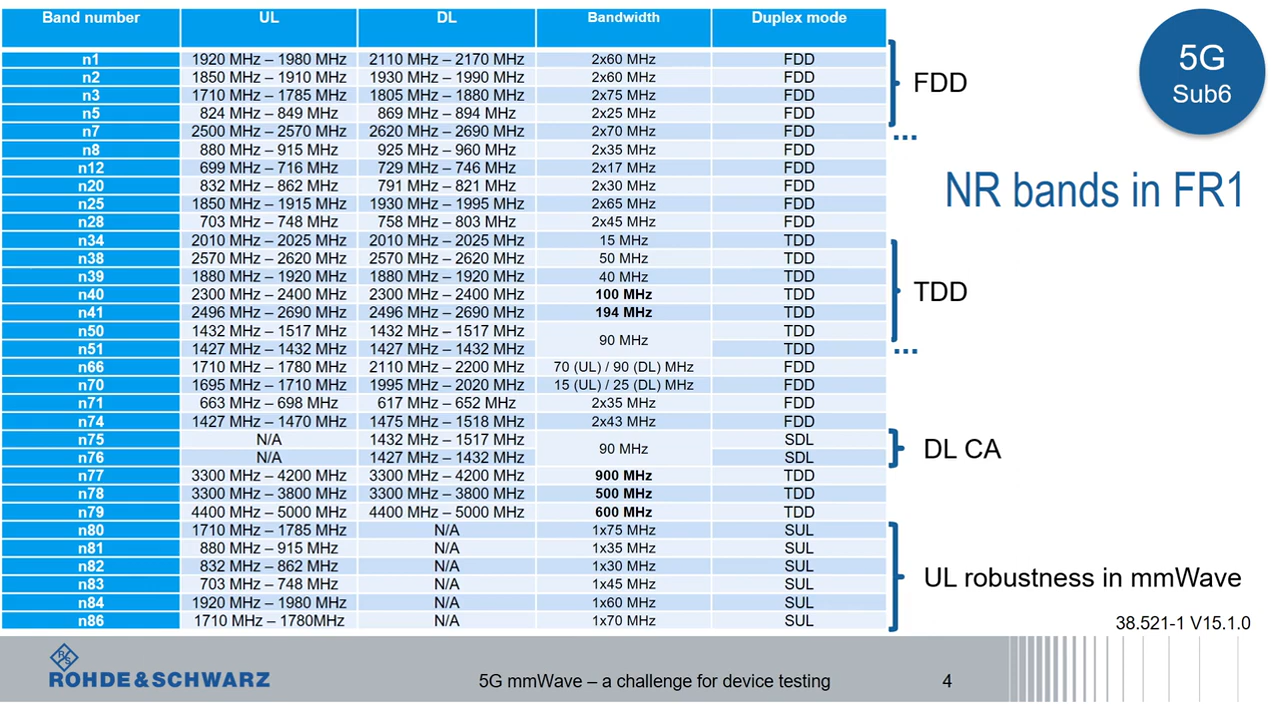 Band number UL DL Bandwidth Duplex mode
n1 1920 MHz – 1980 MHz 2110 MHz – 2170 MHz 2x60 MHz FDD
n2 1850 MHz – 1910 MHz 1930 MHz – 1990 MHz 2x60 MHz FDD
n3 1710 MHz – 1785 MHz 1805 MHz – 1880 MHz 2x75 MHz FDD
n5 824 MHz – 849 MHz 869 MHz – 894 MHz 2x25 MHz FDD
n7 2500 MHz – 2570 MHz 2620 MHz – 2690 MHz 2x70 MHz FDD
n8 880 MHz – 915 MHz 925 MHz – 960 MHz 2x35 MHz FDD
n12 699 MHz – 716 MHz 729 MHz – 746 MHz 2x17 MHz FDD
n20 832 MHz – 862 MHz 791 MHz – 821 MHz 2x30 MHz FDD
n25 1850 MHz – 1915 MHz 1930 MHz – 1995 MHz 2x65 MHz FDD
n28 703 MHz – 748 MHz 758 MHz – 803 MHz 2x45 MHz FDD
n34 2010 MHz – 2025 MHz 2010 MHz – 2025 MHz 15 MHz TDD
n38 2570 MHz – 2620 MHz 2570 MHz – 2620 MHz 50 MHz TDD
n39 1880 MHz – 1920 MHz 1880 MHz – 1920 MHz 40 MHz TDD
n40 2300 MHz – 2400 MHz 2300 MHz – 2400 MHz 100 MHz TDD
n41 2496 MHz – 2690 MHz 2496 MHz – 2690 MHz 194 MHz TDD
n50 1432 MHz – 1517 MHz 1432 MHz – 1517 MHz 90 MHz TDD
n51 1427 MHz – 1432 MHz 1427 MHz – 1432 MHz TDD
n66 1710 MHz – 1780 MHz 2110 MHz – 2200 MHz 70 (UL) / 90 (DL) MHz FDD
n70 1695 MHz – 1710 MHz 1995 MHz – 2020 MHz 15 (UL) / 25 (DL) MHz FDD
n71 663 MHz – 698 MHz 617 MHz – 652 MHz 2x35 MHz FDD
n74 1427 MHz – 1470 MHz 1475 MHz – 1518 MHz 2x43 MHz FDD
n75 N/A 1432 MHz – 1517 MHz 90 MHz SDL
n76 N/A 1427 MHz – 1432 MHz SDL
n77 3300 MHz – 4200 MHz 3300 MHz – 4200 MHz 900 MHz TDD
n78 3300 MHz – 3800 MHz 3300 MHz – 3800 MHz 500 MHz TDD
n79 4400 MHz – 5000 MHz 4400 MHz – 5000 MHz 600 MHz TDD
n80 1710 MHz – 1785 MHz N/A 1x75 MHz SUL
n81 880 MHz – 915 MHz N/A 1x35 MHz SUL
n82 832 MHz – 862 MHz N/A 1x30 MHz SUL
n83 703 MHz – 748 MHz N/A 1x45 MHz SUL
n84 1920 MHz – 1980 MHz N/A 1x60 MHz SUL
n86 1710 MHz – 1780MHz N/A 1x70 MHz SUL
FDD
...
TDD
...
DL CA
UL robustness in mmWave
5G
Sub6
NR bands in FR1
38.521-1 V15.1.0
R S
ROHDE&SCHWARZ
5G mmWave – a challenge for device testing
4